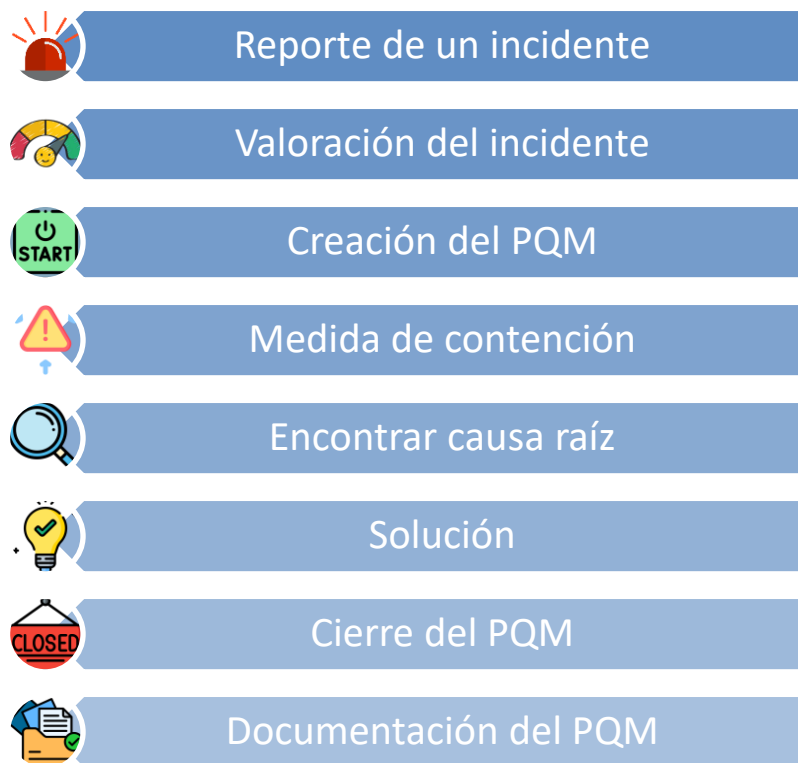 Reporte de un incidente
Valoración del incidente
START
Creación del PQM
Medida de contención
Encontrar causa raíz
Solución
CLOSED
Cierre del PQM
Documentación del PQM